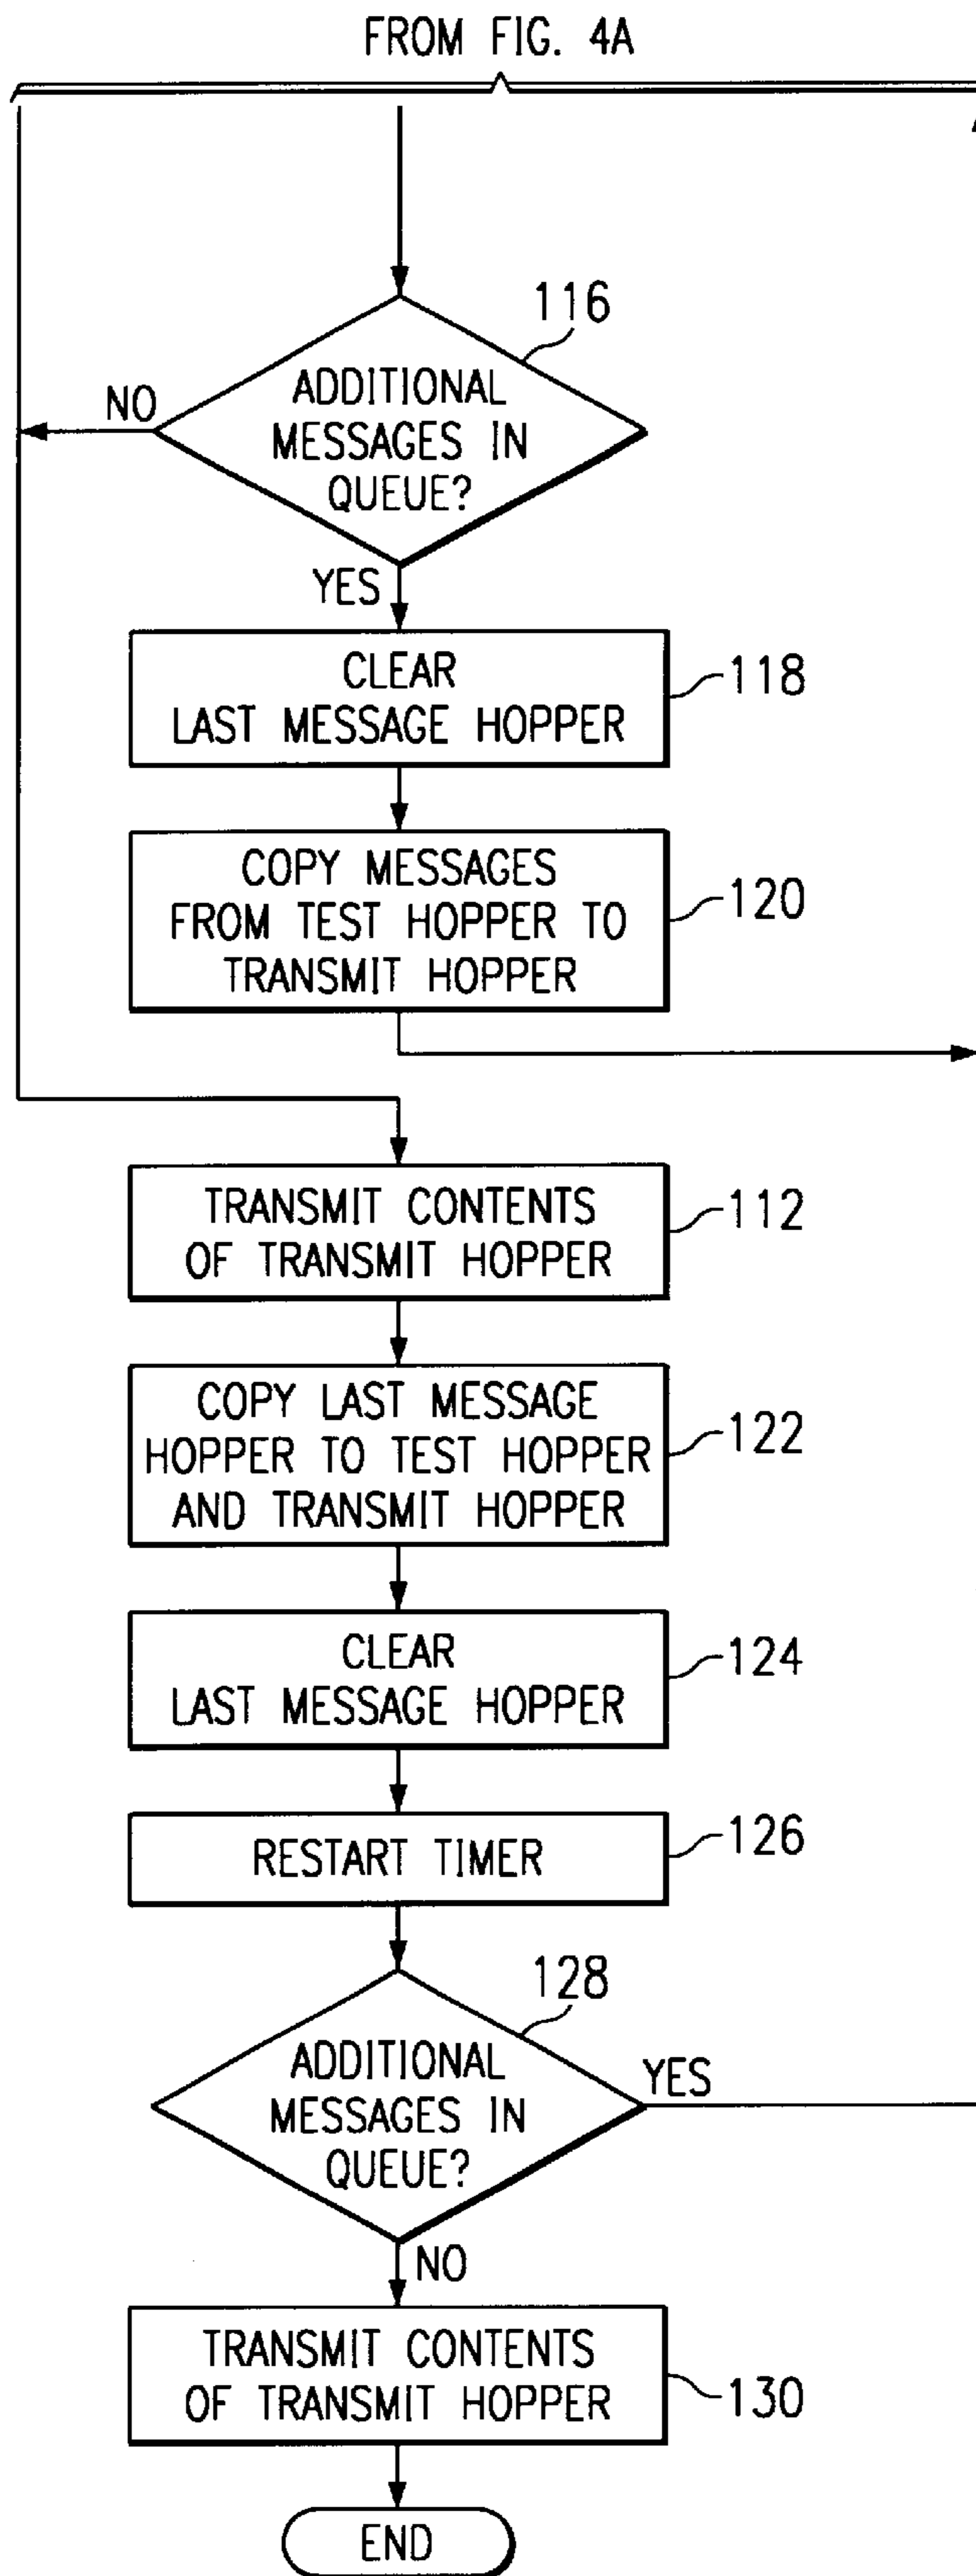 FROM FIG. 4A
116
ADDITIONAL
MESSAGES IN
QUEUE?
NO
YES
CLEAR
LAST MESSAGE HOPPER
118
COPY MESSAGES
FROM TEST HOPPER TO
TRANSMIT HOPPER
120
TRANSMIT CONTENTS
OF TRANSMIT HOPPER
112
COPY LAST MESSAGE
HOPPER TO TEST HOPPER
AND TRANSMIT HOPPER
122
CLEAR
LAST MESSAGE HOPPER
124
RESTART TIMER
126
128
ADDITIONAL
MESSAGES IN
QUEUE?
YES
NO
TRANSMIT CONTENTS
OF TRANSMIT HOPPER
130
END